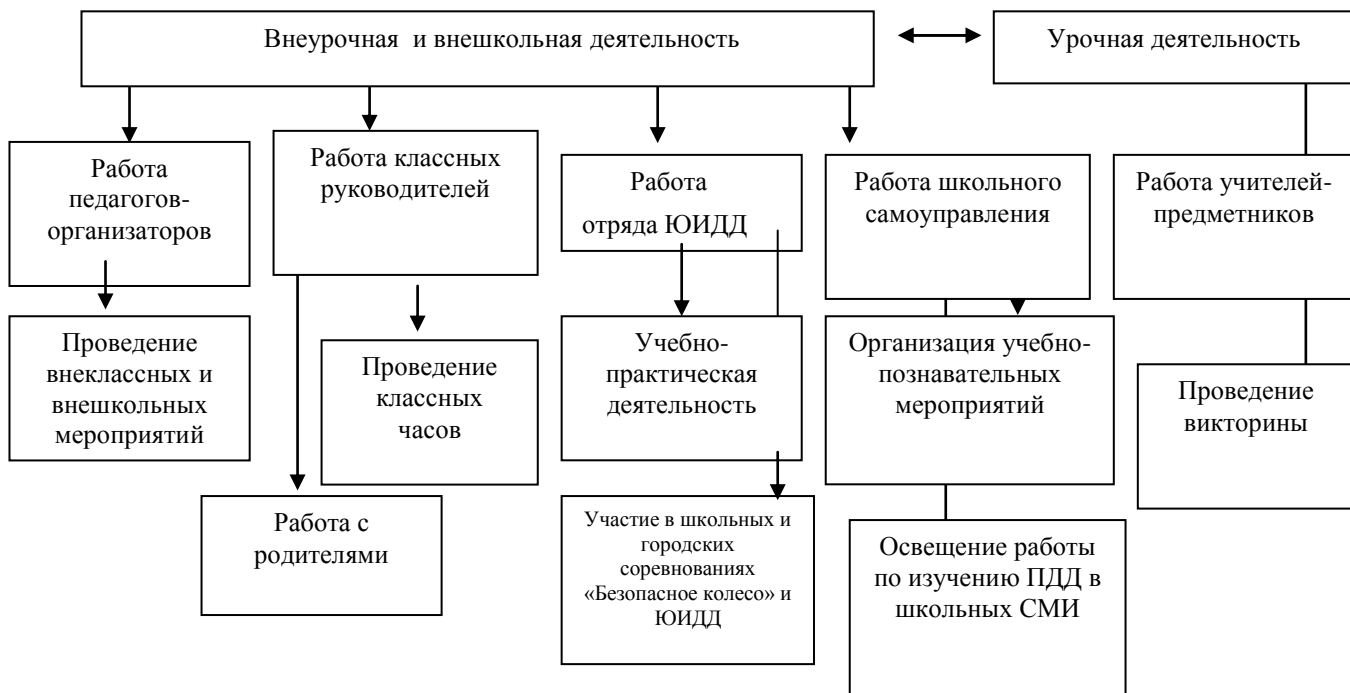 Внеурочная и внешкольная деятельность
Урочная деятельность
Работа
педагогов-
организаторов
Работа классных
руководителей
Работа
отряда ЮИДД
Работа школьного
самоуправления
Работа учителей-
предметников
Проведение
внеклассных и
внешкольных
мероприятий
Проведение
классных
часов
Учебно-
практическая
деятельность
Организация учебно-
познавательных
мероприятий
Проведение
викторины
Работа с
родителями
Участие в школьных и
городских
соревнованиях
«Безопасное колесо» и
ЮИДД
Освещение работы
по изучению ПДД в
школьных СМИ